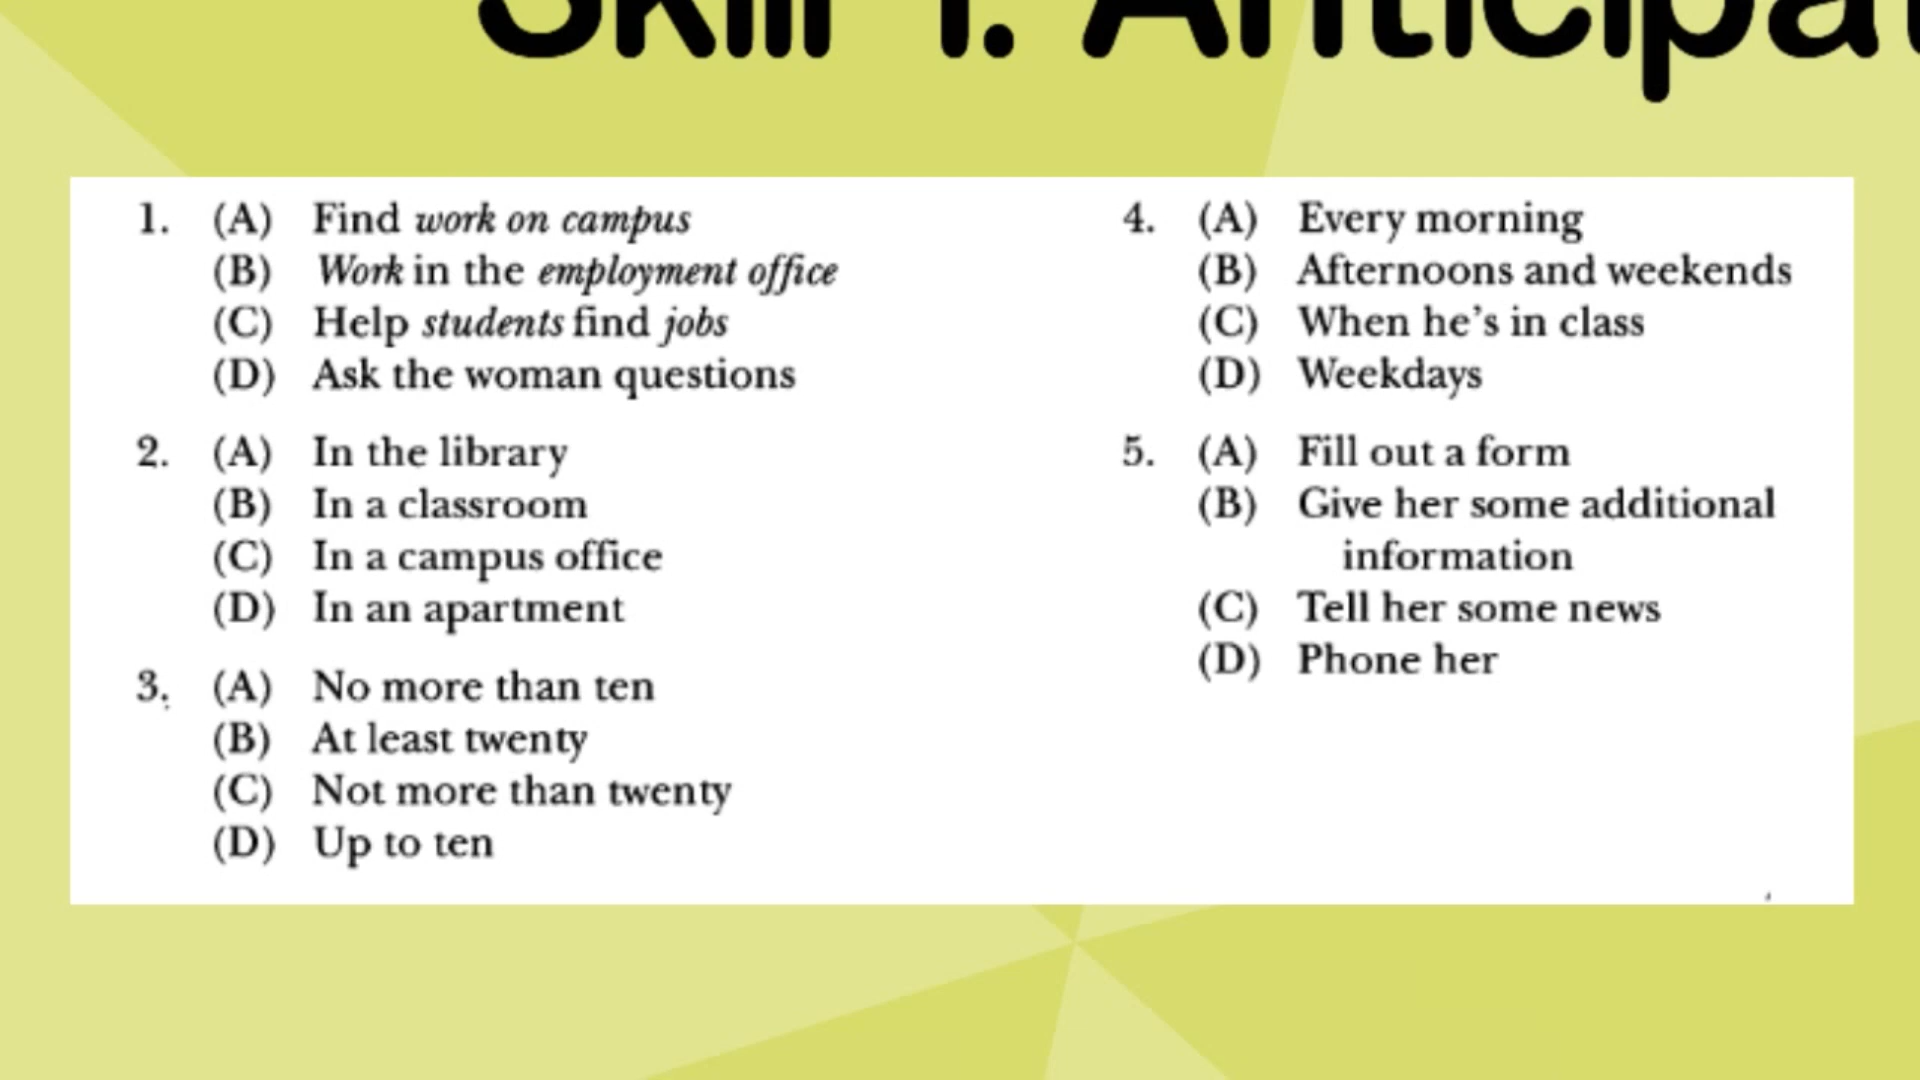 Skill 1: Anticipat
1. (A) Find work on campus
(B) Work in the employment office
(C) Help students find jobs
(D) Ask the woman questions
2. (A) In the library
(B) In a classroom
(C) In a campus office
(D) In an apartment
3. (A) No more than ten
(B) At least twenty
(C) Not more than twenty
(D) Up to ten
4. (A) Every morning
(B) Afternoons and weekends
(C) When he's in class
(D) Weekdays
5. (A) Fill out a form
(B) Give her some additional
information
(C) Tell her some news
(D) Phone her